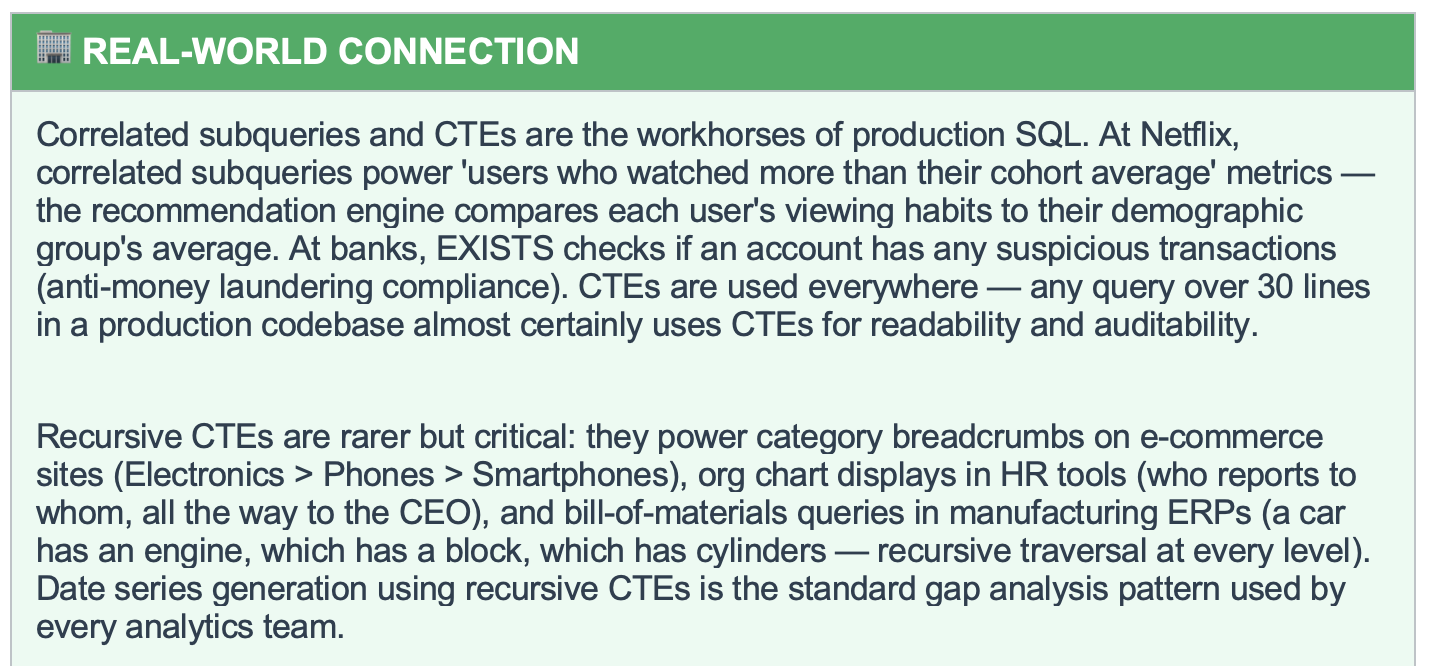 REAL-WORLD CONNECTION
Correlated subqueries and CTEs are the workhorses of production SQL. At Netflix,
correlated subqueries power 'users who watched more than their cohort average' metrics —
the recommendation engine compares each user's viewing habits to their demographic
group's average. At banks, EXISTS checks if an account has any suspicious transactions
(anti-money laundering compliance). CTEs are used everywhere — any query over 30 lines
in a production codebase almost certainly uses CTEs for readability and auditability.
Recursive CTEs are rarer but critical: they power category breadcrumbs on e-commerce
sites (Electronics > Phones > Smartphones), org chart displays in HR tools (who reports to
whom, all the way to the CEO), and bill-of-materials queries in manufacturing ERPs (a car
has an engine, which has a block, which has cylinders — recursive traversal at every level).
Date series generation using recursive CTEs is the standard gap analysis pattern used by
every analytics team.